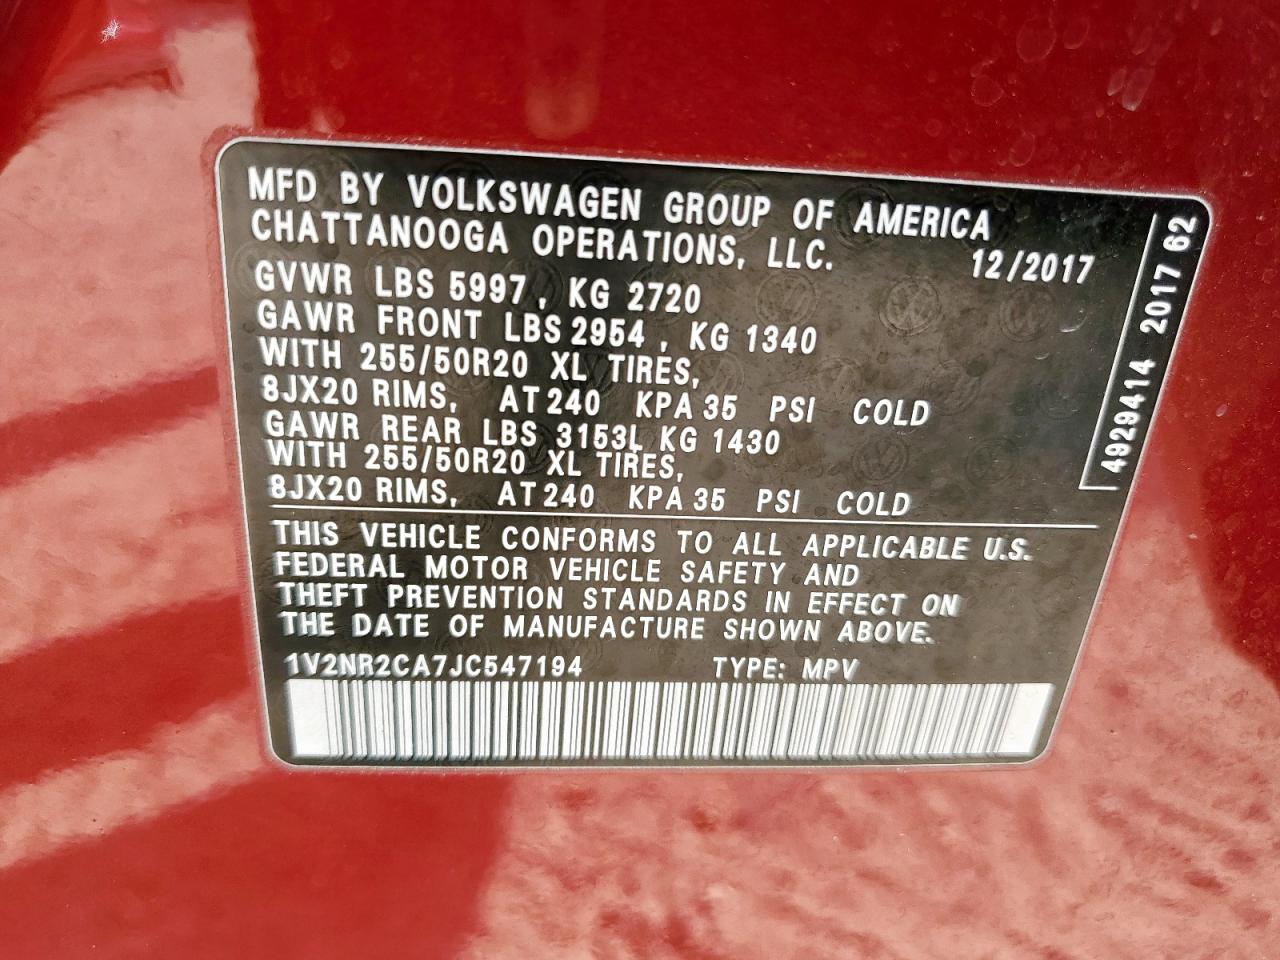 MFD BY VOLKSWAGEN GROUP OF AMERICA
CHATTANOOGA OPERATIONS, LLC.
12/2017
GVWR LBS 5997, KG 2720
GAWR FRONT LBS 2954, KG 1340
WITH 255/50R20 XL TIRES,
8JX20 RIMS, AT 240 KPA 35 PSI COLD
GAWR REAR LBS 3153L KG 1430
WITH 255/50R20 XL TIRES,
8JX20 RIMS, AT 240 KPA 35 PSI COLD
THIS VEHICLE CONFORMS TO ALL APPLICABLE U.S.
FEDERAL MOTOR VEHICLE SAFETY AND
THEFT PREVENTION STANDARDS IN EFFECT ON
THE DATE OF MANUFACTURE SHOWN ABOVE.
1V2NR2CA7JC547194 TYPE: MPV
4929414 2017 62